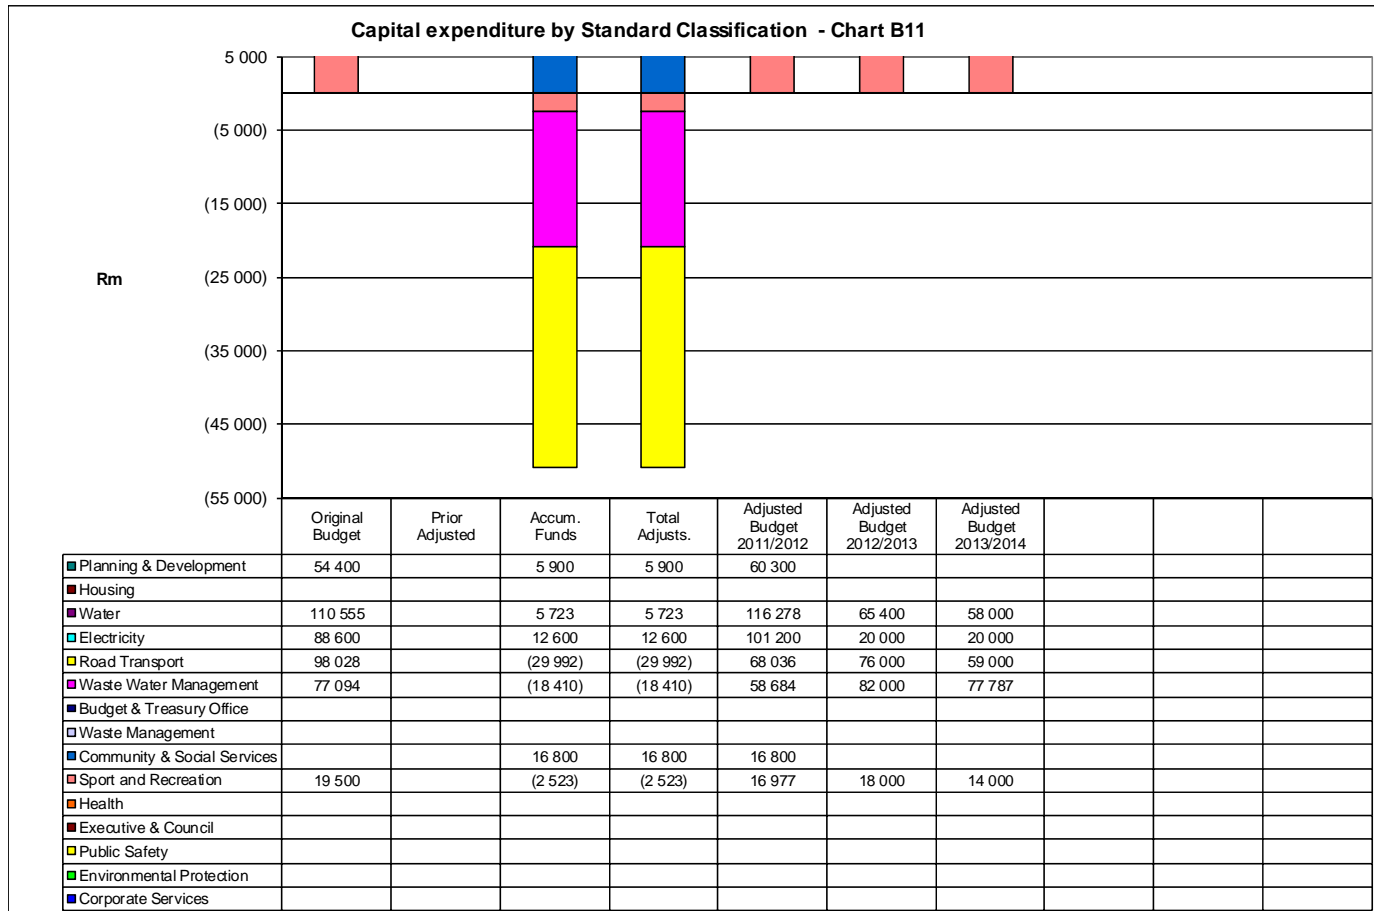 Capital expenditure by Standard Classification - Chart B11
5 000
(5 000)
(15 000)
Rm
(25 000)
(35 000)
(45 000)
(55 000)
Original Budget Prior Adjusted Accum. Funds Total Adjusts. Adjusted Budget 2011/2012 Adjusted Budget 2012/2013 Adjusted Budget 2013/2014
Planning & Development 54 400 5 900 5 900 60 300
Housing
Water 110 555 5 723 5 723 116 278 65 400 58 000
Electricity 88 600 12 600 12 600 101 200 20 000 20 000
Road Transport 98 028 (29 992) (29 992) 68 036 76 000 59 000
Waste Water Management 77 094 (18 410) (18 410) 58 684 82 000 77 787
Budget & Treasury Office
Waste Management
Community & Social Services 16 800 16 800 16 800
Sport and Recreation 19 500 (2 523) (2 523) 16 977 18 000 14 000
Health
Executive & Council
Public Safety
Environmental Protection
Corporate Services